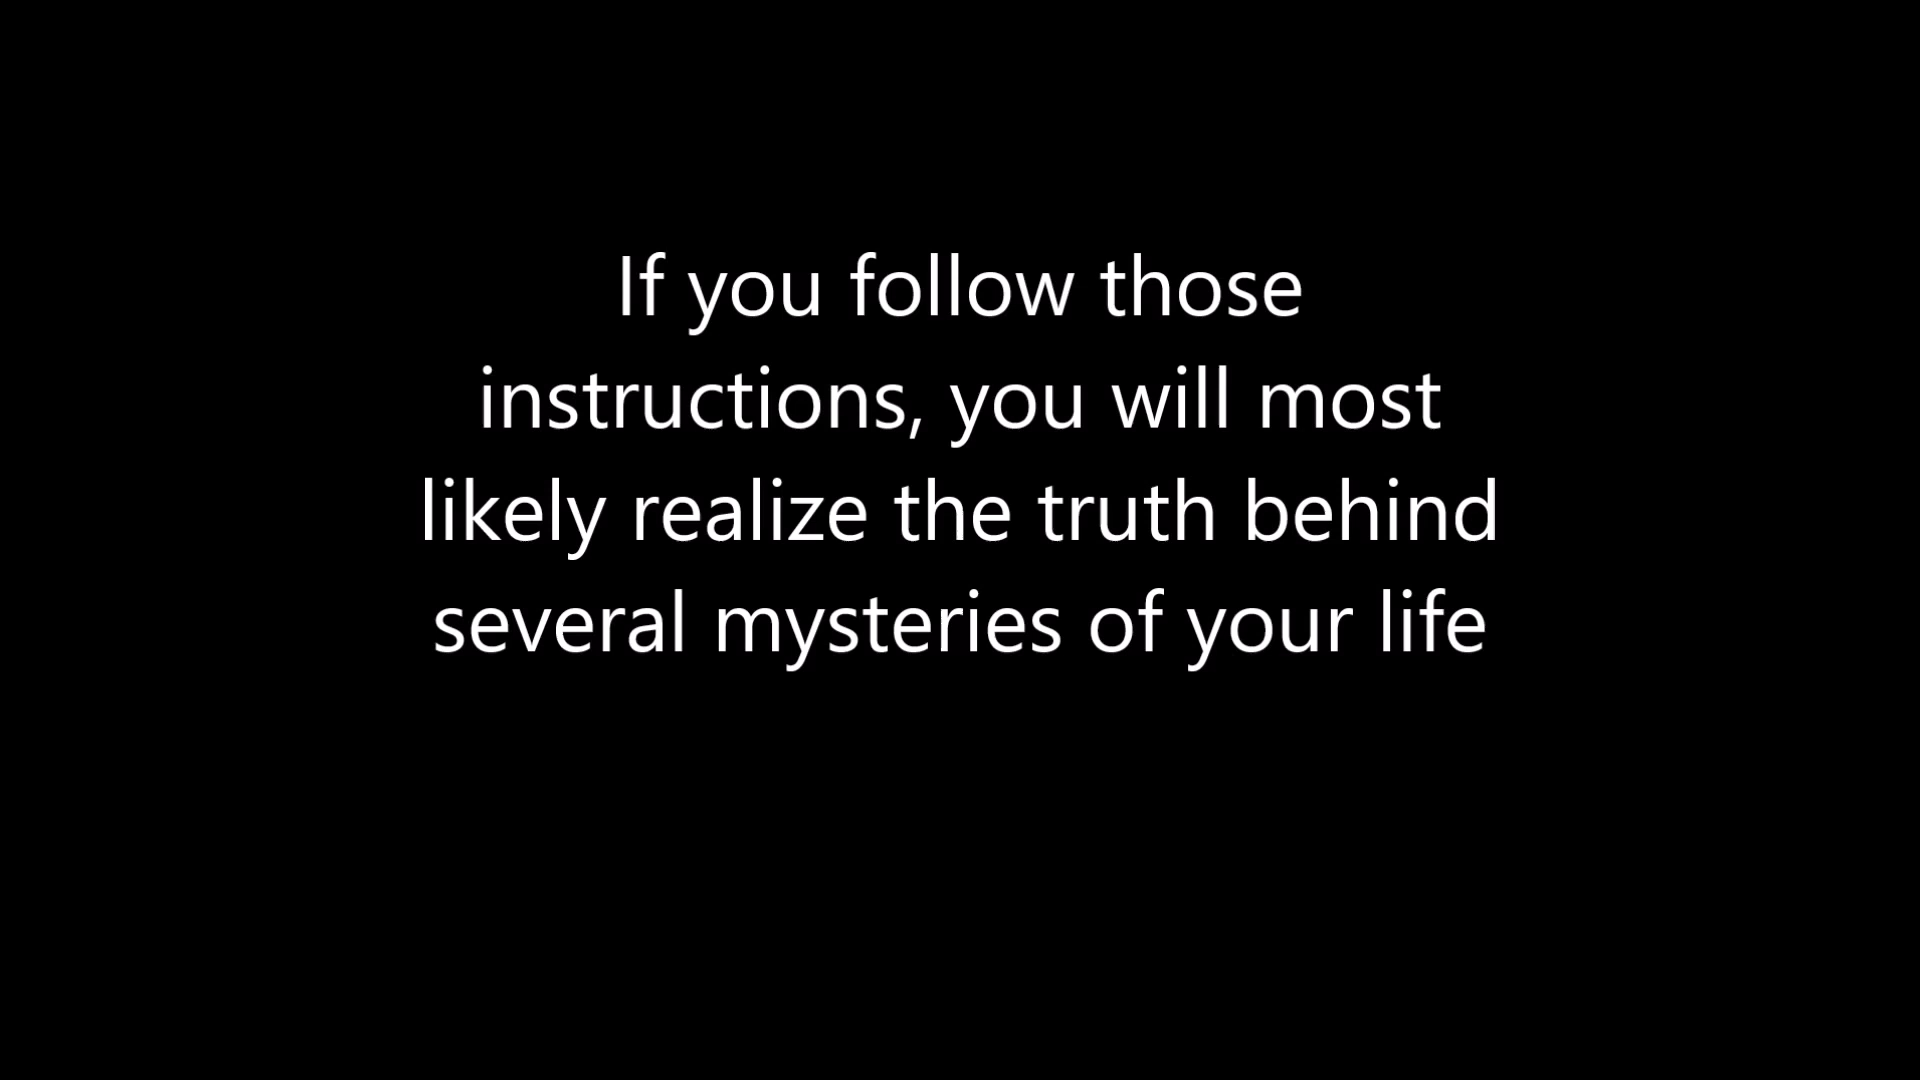 If you follow those
instructions, you will most
likely realize the truth behind
several mysteries of your life